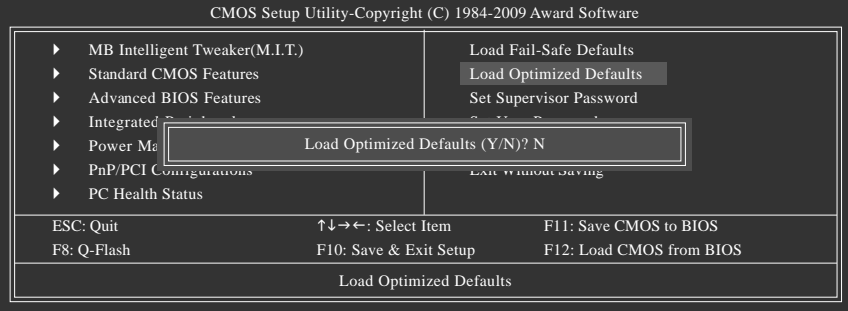 CMOS Setup Utility-Copyright (C) 1984-2009 Award Software
MB Intelligent Tweaker(M.I.T.)
Standard CMOS Features
Advanced BIOS Features
Integrated
Power Ma
PnP/PCI Configurations
PC Health Status
Load Fail-Safe Defaults
Load Optimized Defaults
Set Supervisor Password
Exit Without Saving
Load Optimized Defaults (Y/N)? N
ESC: Quit ↑↓→←: Select Item F11: Save CMOS to BIOS
F8: Q-Flash F10: Save & Exit Setup F12: Load CMOS from BIOS
Load Optimized Defaults